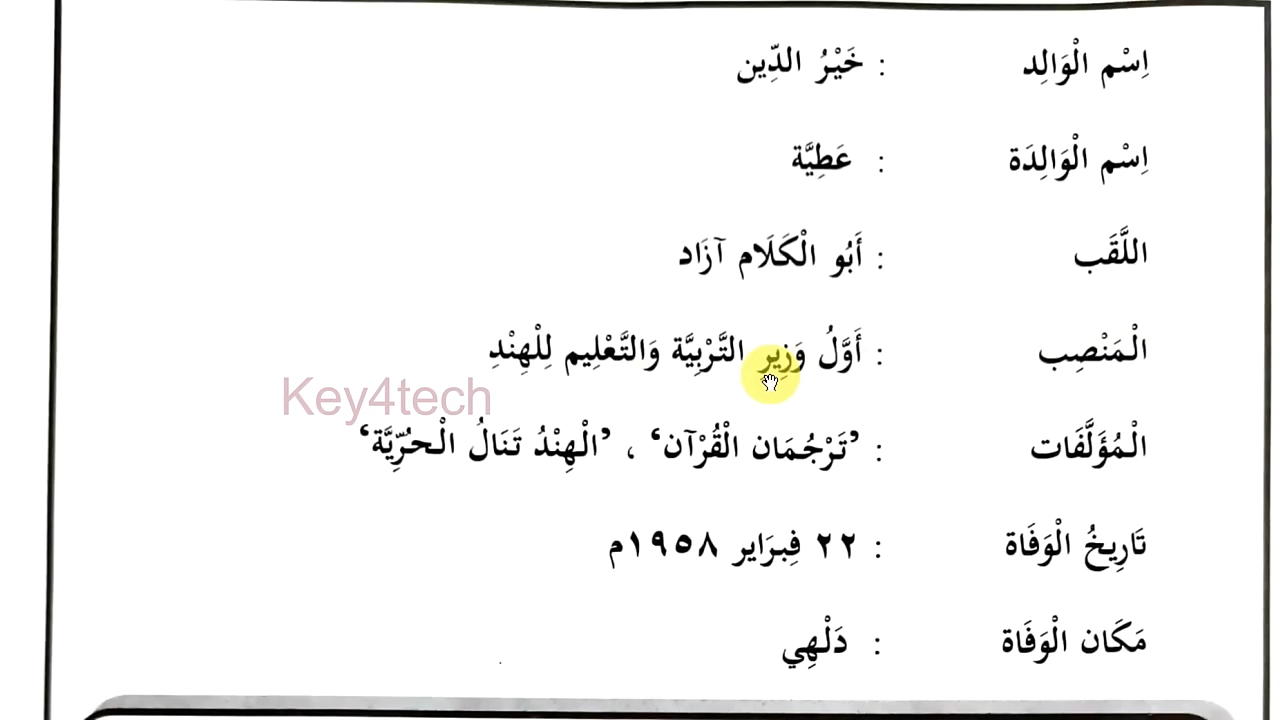 اِسْم الْوَالِد : خَيْرُ الدِّين
اِسْم الْوَالِدَة : عَطِيَّة
اللَّقَب : أَبُو الْكَلَام آزَاد
الْمَنْصِب : أَوَّلُ وَزِير التَّرْبِيَّة وَالتَّعْلِيم لِلْهِنْدِ
Key4tech
الْمُؤَلَّفَات : ’تَرْجُمَان الْقُرْآن‘ ، ’الْهِنْدُ تَنَالُ الْحُرِّيَّة‘
تَارِيخُ الْوَفَاة : ٢٢ فِبرَاير ١٩٥٨م
مَكَان الْوَفَاة : دَلْهِي